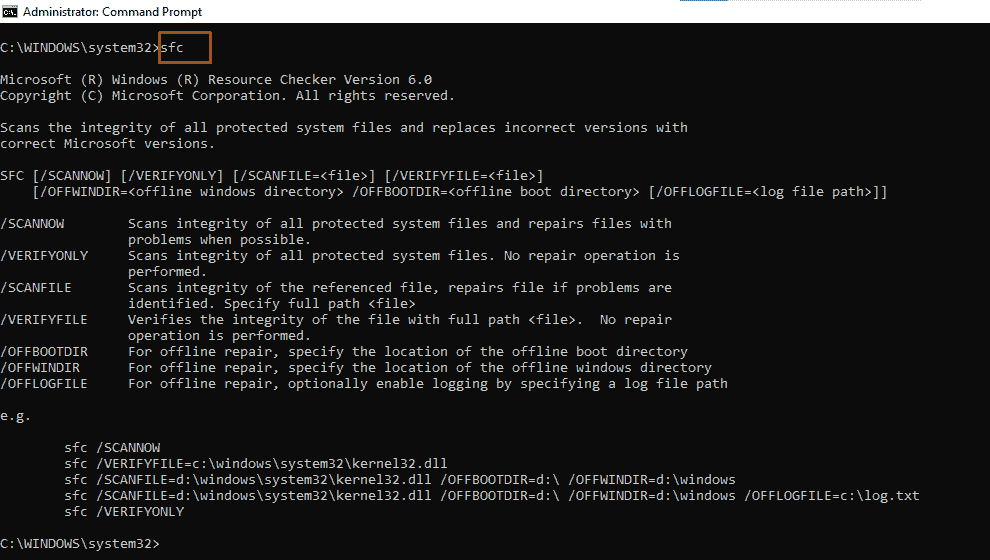 Administrator: Command Prompt
C:\WINDOWS\system32>sfc
Microsoft (R) Windows (R) Resource Checker Version 6.0
Copyright (C) Microsoft Corporation. All rights reserved.
Scans the integrity of all protected system files and replaces incorrect versions with
correct Microsoft versions.
SFC [/SCANNOW] [/VERIFYONLY] [/SCANFILE=<file>] [/VERIFYFILE=<file>]
    [/OFFWINDIR=<offline windows directory> /OFFBOOTDIR=<offline boot directory> [/OFFLOGFILE=<log file path>]]
/SCANNOW        Scans integrity of all protected system files and repairs files with
                problems when possible.
/VERIFYONLY     Scans integrity of all protected system files. No repair operation is
                performed.
/SCANFILE       Scans integrity of the referenced file, repairs file if problems are
                identified. Specify full path <file>
/VERIFYFILE     Verifies the integrity of the file with full path <file>.  No repair
                operation is performed.
/OFFBOOTDIR     For offline repair, specify the location of the offline boot directory
/OFFWINDIR      For offline repair, specify the location of the offline windows directory
/OFFLOGFILE     For offline repair, optionally enable logging by specifying a log file path
e.g.
        sfc /SCANNOW
        sfc /VERIFYFILE=c:\windows\system32\kernel32.dll
        sfc /SCANFILE=d:\windows\system32\kernel32.dll /OFFBOOTDIR=d:\ /OFFWINDIR=d:\windows
        sfc /SCANFILE=d:\windows\system32\kernel32.dll /OFFBOOTDIR=d:\ /OFFWINDIR=d:\windows /OFFLOGFILE=c:\log.txt
        sfc /VERIFYONLY
C:\WINDOWS\system32>